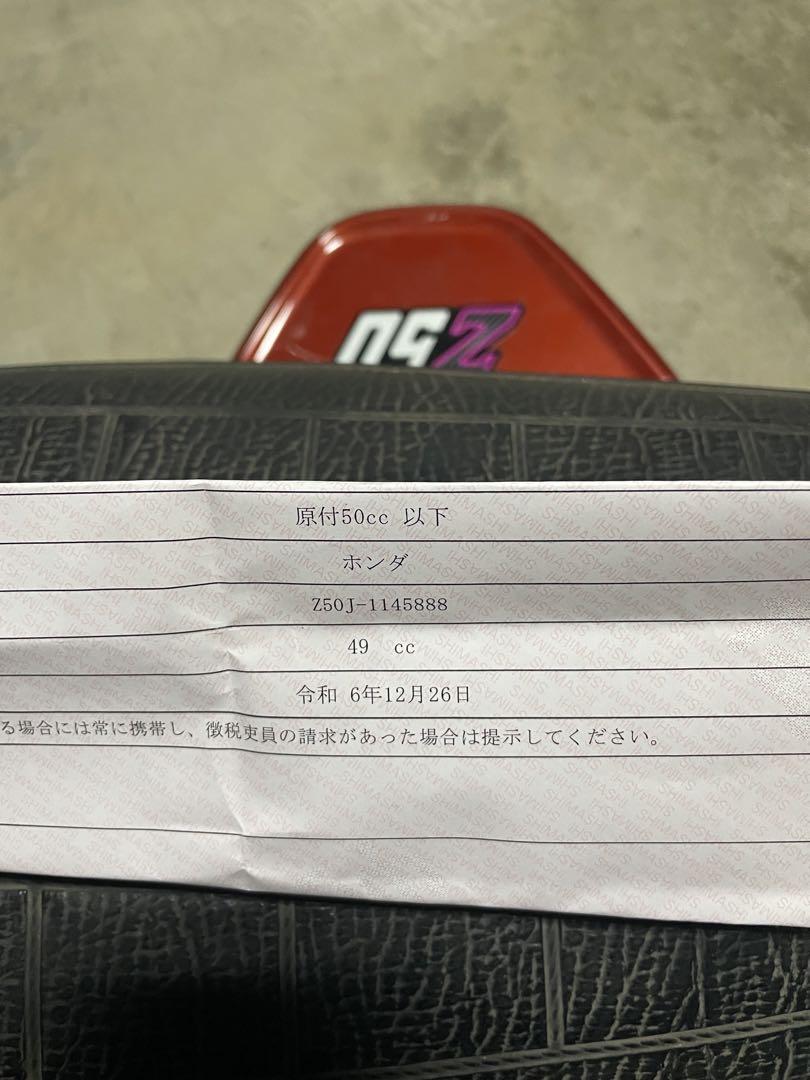 Z50
原付50cc 以下
ホンダ
Z50J-1145888
49 cc
令和 6年12月26日
る場合には常に携帯し、徴税吏員の請求があった場合は提示してください。